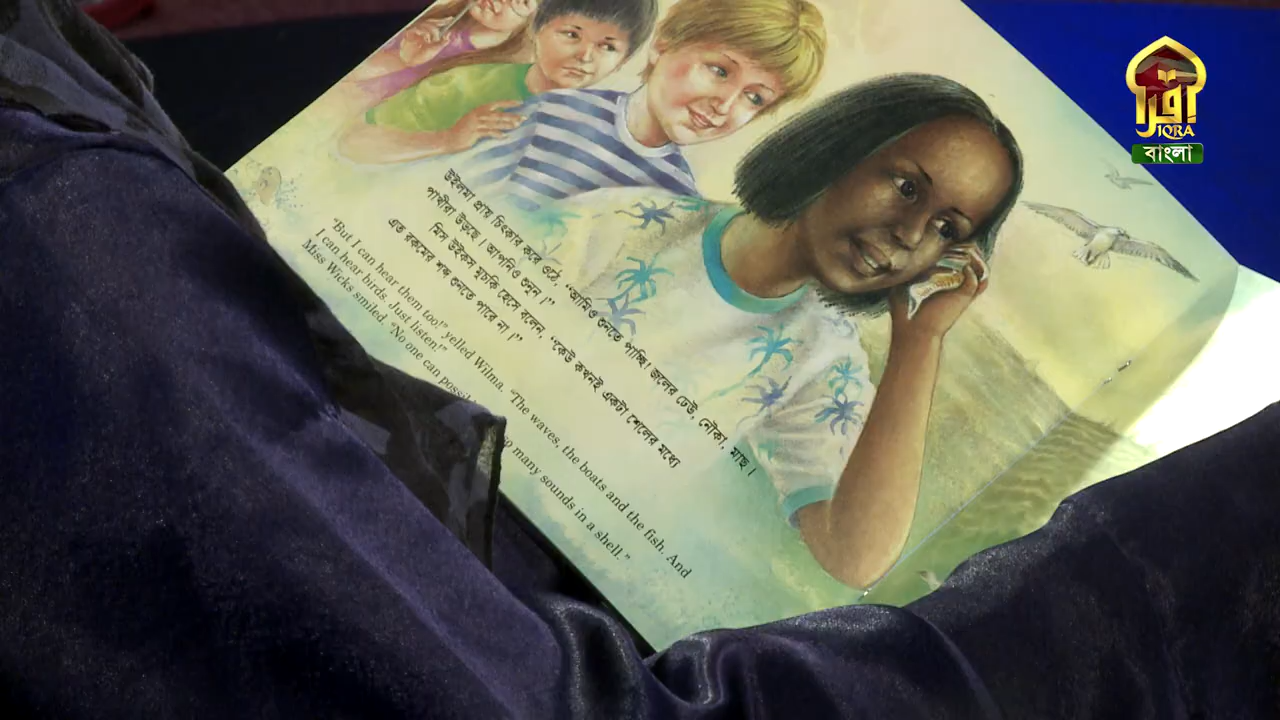 উইলমা প্রায় চিৎকার করে ওঠে, “আমিও শুনতে পাচ্ছি! জলের ঢেউ, নৌকা, মাছ।
পাখীরা উড়ছে। আপনিও শুনুন।”
মিস উইকস মুচকি হেসে বলেন, “কেউ কখনই একটা শেলের মধ্যে
এত রকমের শব্দ শুনতে পারে না।”
"But I can hear them too!" yelled Wilma. "The waves, the boats and the fish. And
I can hear birds. Just listen!"
Miss Wicks smiled. "No one can many sounds in a shell."
اقرأ
IQRA
বাংলা